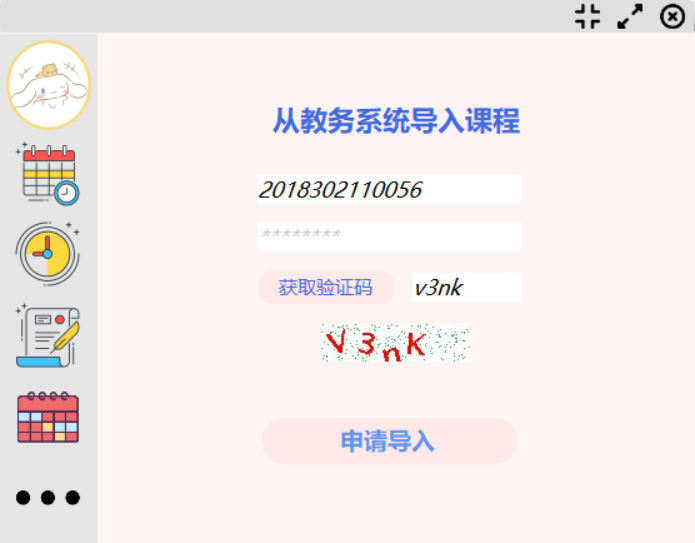 从教务系统导入课程
2018302110056
********
获取验证码 v3nk
V3nK
申请导入